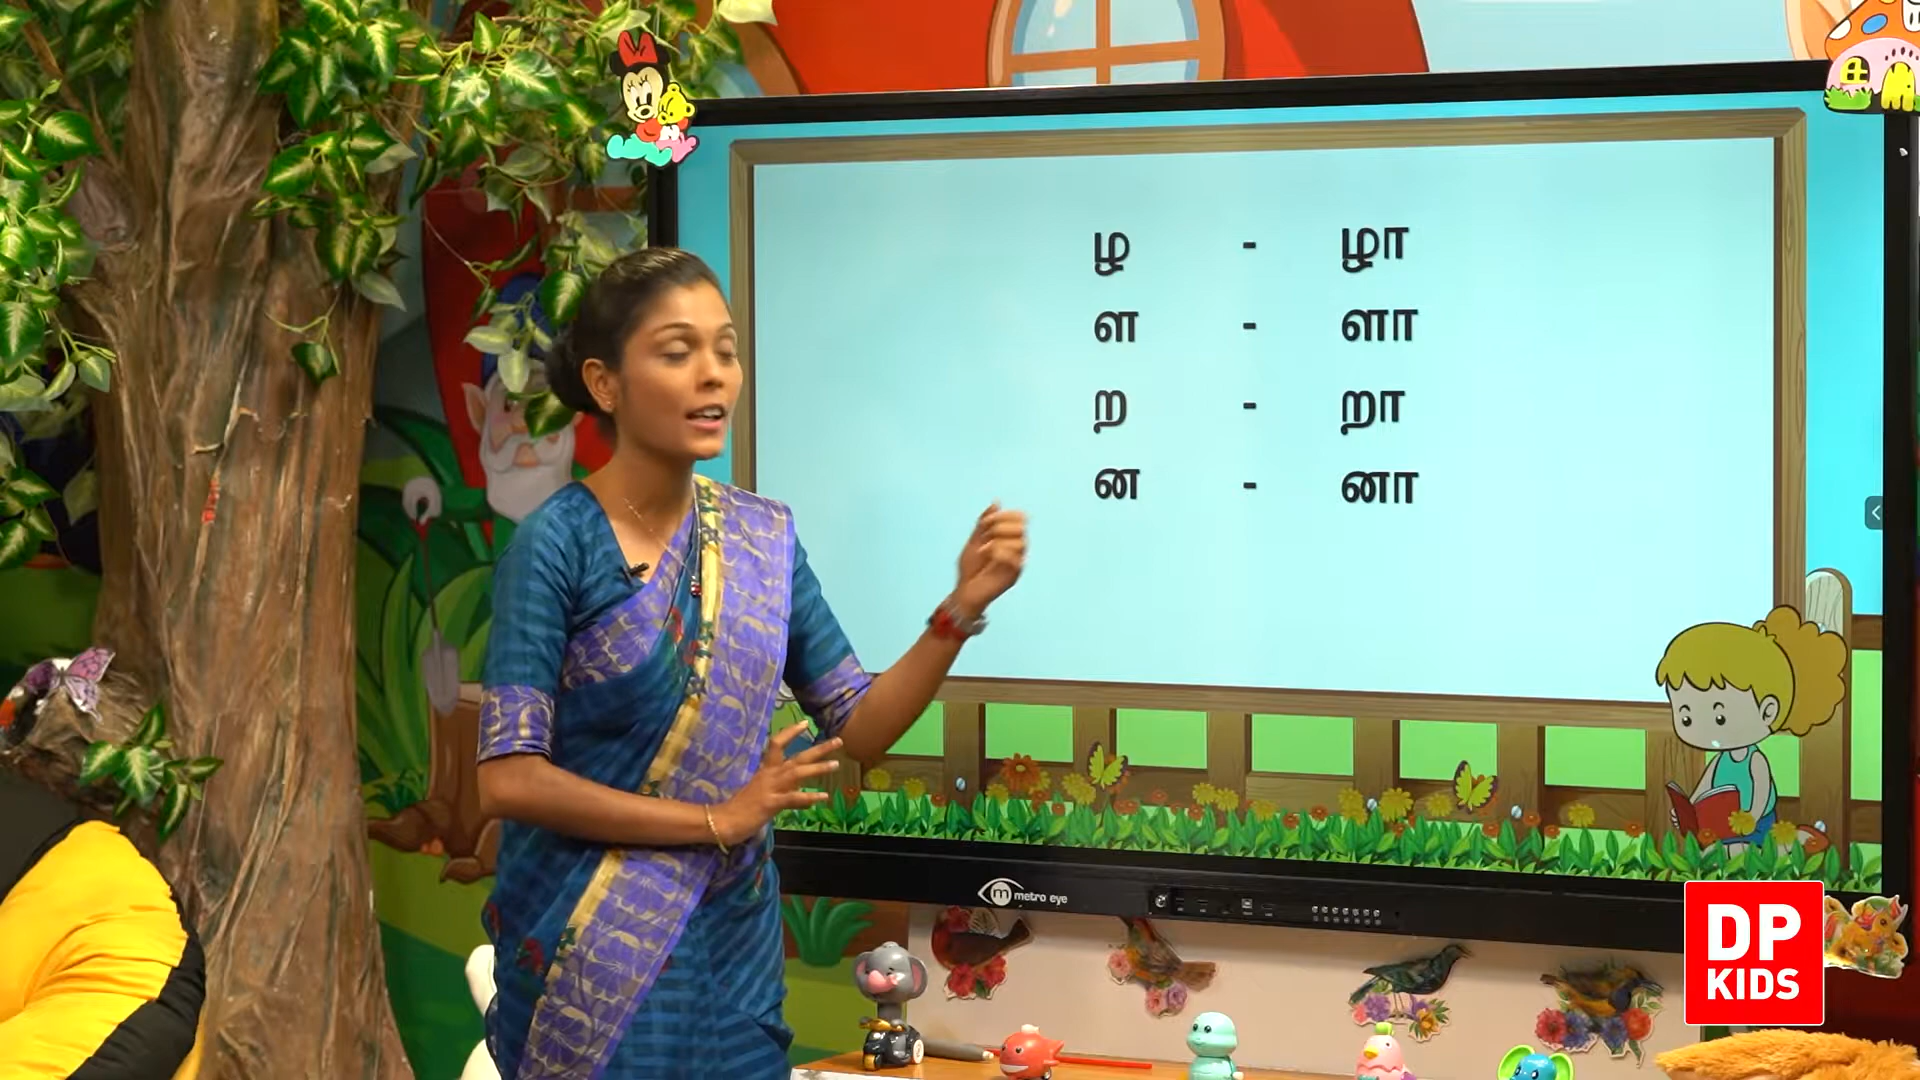 ழ - ழா
ள - ளா
ற - றா
ன - னா
m metro eye
DP
KIDS